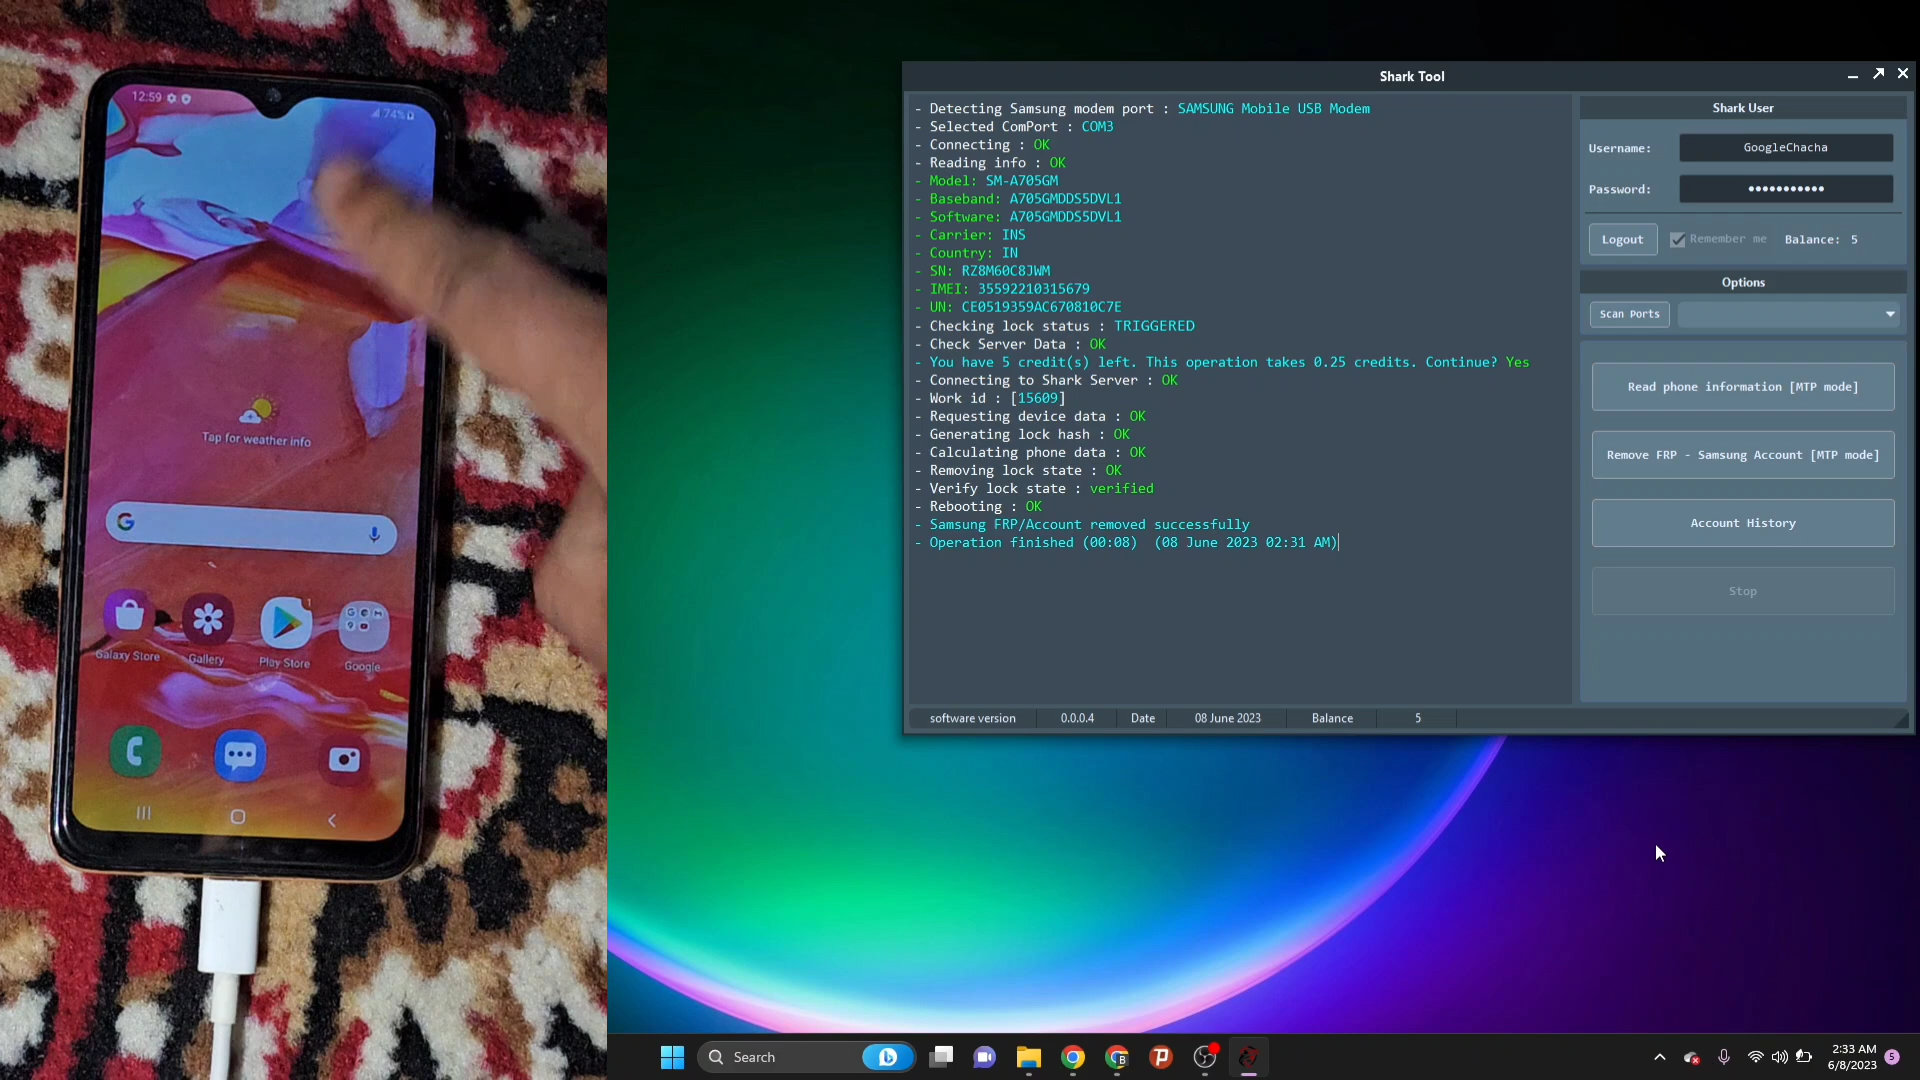 12:59
74%
Tap for weather info
Galaxy Store
Gallery
Play Store
Google
Shark Tool
- Detecting Samsung modem port : SAMSUNG Mobile USB Modem
- Selected ComPort : COM3
- Connecting : OK
- Reading info : OK
- Model: SM-A705GM
- Baseband: A705GMDDS5DVL1
- Software: A705GMDDS5DVL1
- Carrier: INS
- Country: IN
- SN: RZ8M60C8JWM
- IMEI: 35592210315679
- UN: CE0519359AC670810C7E
- Checking lock status : TRIGGERED
- Check Server Data : OK
- You have 5 credit(s) left. This operation takes 0.25 credits. Continue? Yes
- Connecting to Shark Server : OK
- Work id : [15609]
- Requesting device data : OK
- Generating lock hash : OK
- Calculating phone data : OK
- Removing lock state : OK
- Verify lock state : verified
- Rebooting : OK
- Samsung FRP/Account removed successfully
- Operation finished (00:08) (08 June 2023 02:31 AM)
Shark User
Username: GoogleChacha
Password: •••••••••••
Logout Remember me Balance: 5
Options
Scan Ports
Read phone information [MTP mode]
Remove FRP - Samsung Account [MTP mode]
Account History
Stop
software version 0.0.0.4 Date 08 June 2023 Balance 5
Search
2:33 AM
6/8/2023
5